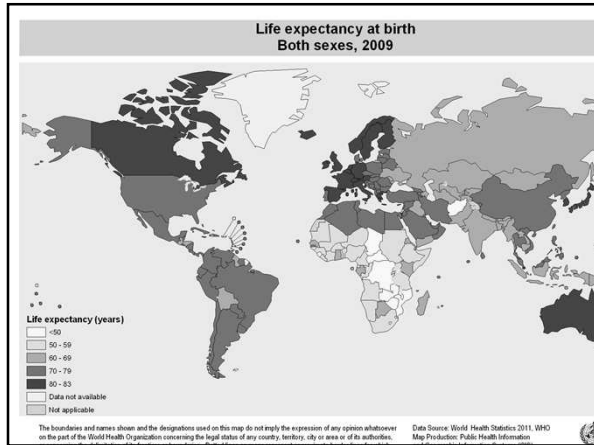 Life expectancy at birth
Both sexes, 2009
Life expectancy (years)
<50
50 - 59
60 - 69
70 - 79
80 - 83
Data not available
Not applicable
The boundaries and names shown and the designations used on this map do not imply the expression of any opinion whatsoever
on the part of the World Health Organization concerning the legal status of any country, territory, city or area or of its authorities,
Data Source: World Health Statistics 2011, WHO
Map Production: Public Health Information